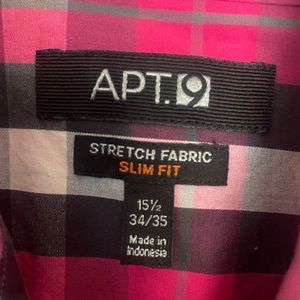 APT.9
STRETCH FABRIC
SLIM FIT
15½
34/35
Made in
Indonesia